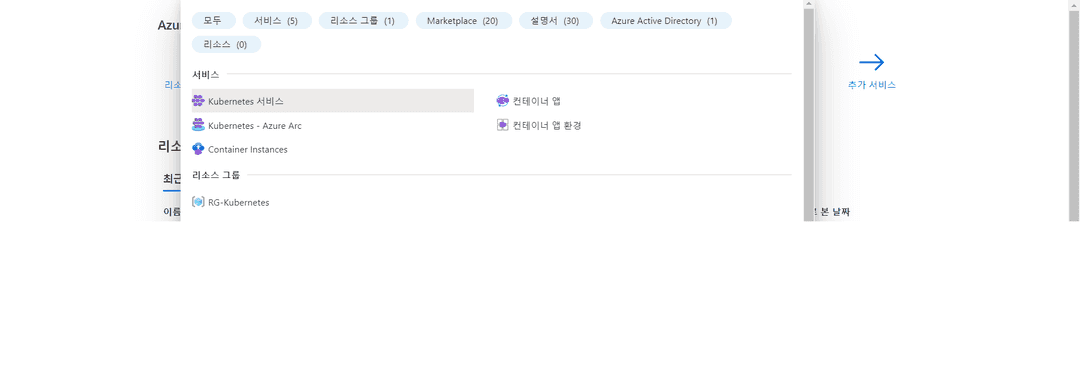 Azur
모두 서비스 (5) 리소스 그룹 (1) Marketplace (20) 설명서 (30) Azure Active Directory (1)
리소스 (0)
서비스
리소 Kubernetes 서비스 컨테이너 앱 추가 서비스
Kubernetes - Azure Arc 컨테이너 앱 환경
리소 Container Instances
리소스 그룹
최근
RG-Kubernetes
이름 본 날짜